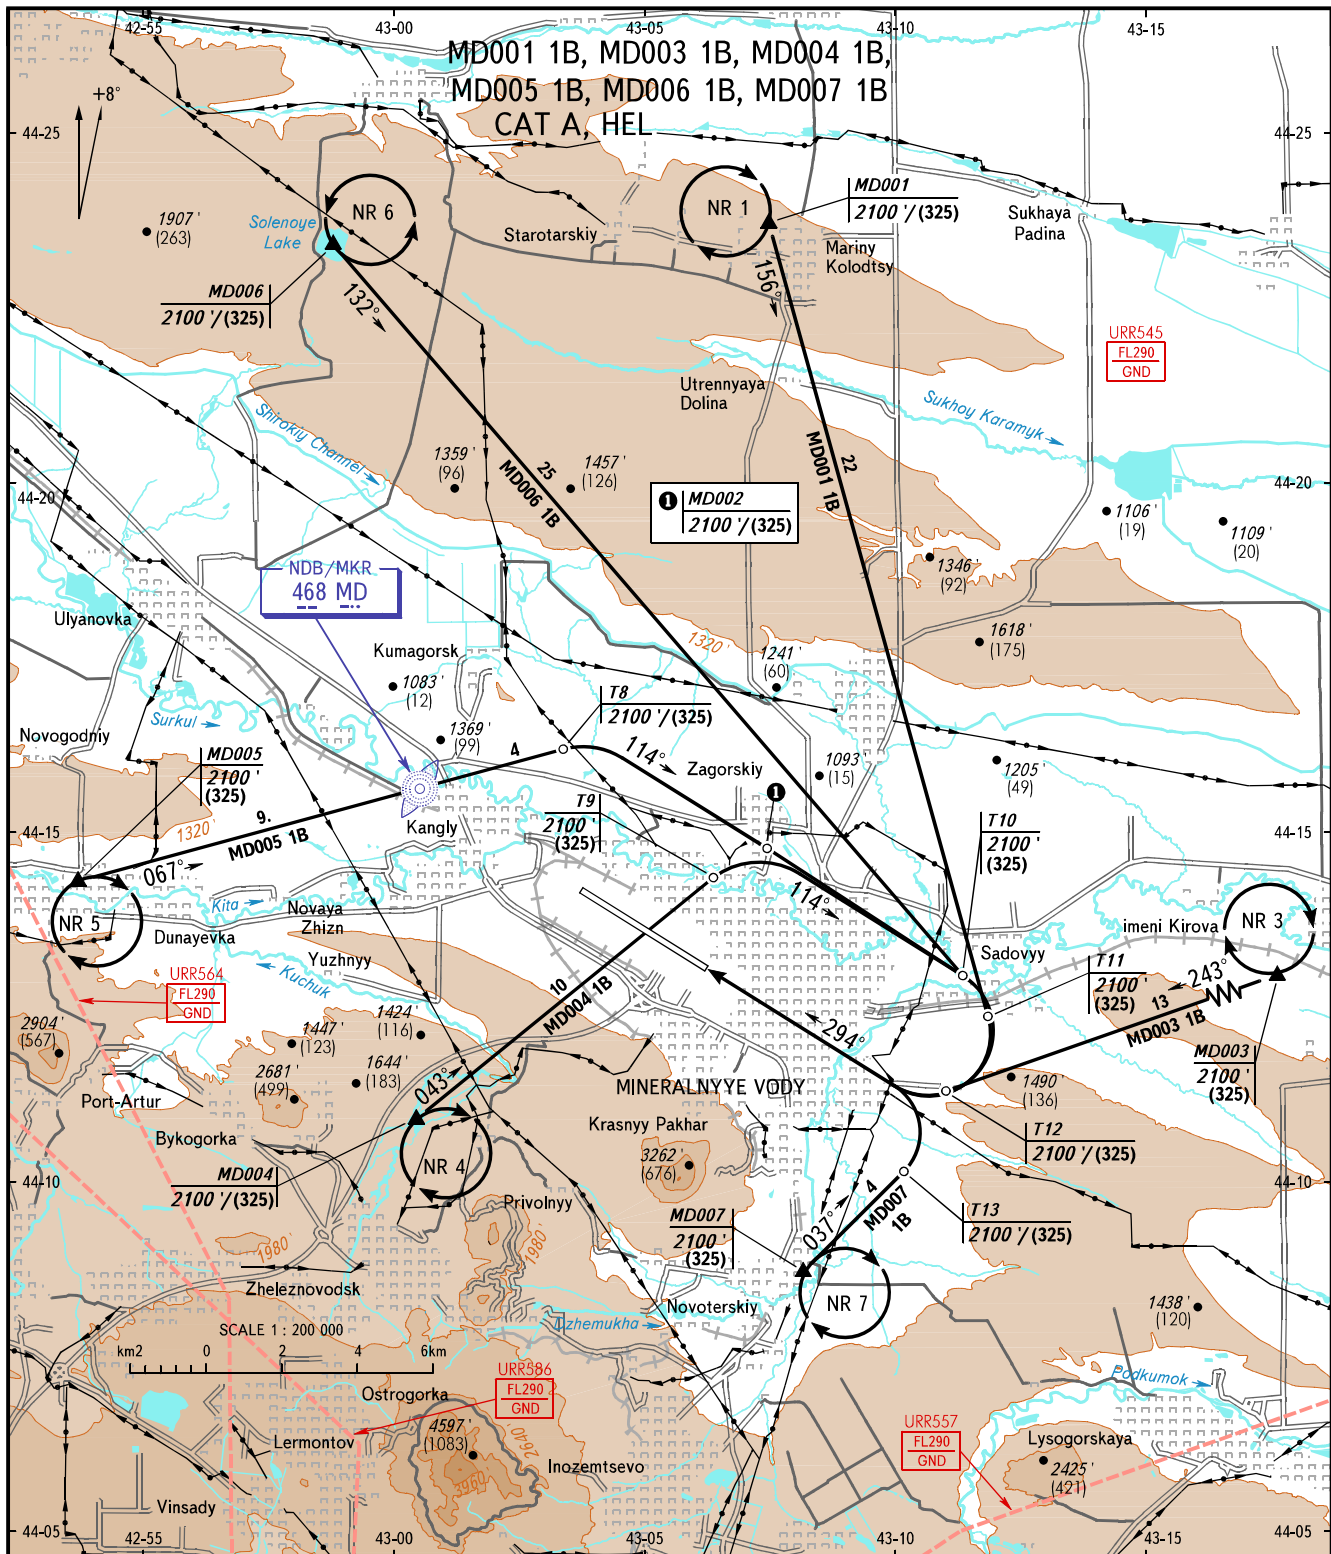 42-55
43-00
43-05
43-10
43-15
MD001 1B, MD003 1B, MD004 1B,
MD005 1B, MD006 1B, MD007 1B
CAT A, HEL
+8°
44-25
44-25
1907'
(263)
Solenoye
Lake
NR 6
Starotarskiy
NR 1
MD001
2100'/(325)
Mariny
Kolodtsy
Sukhaya
Padina
MD006
2100'/(325)
132°
156°
URR545
FL290
GND
Utrennyaya
Dolina
Shirokiy Channel
Sukhoy Karamyk
1359'
(96)
1457'
(126)
25
MD006 1B
22
MD001 1B
44-20
44-20
1
MD002
2100'/(325)
1106'
(19)
1109'
(20)
1346'
(92)
NDB/MKR
468 MD
Ulyanovka
Kumagorsk
1320'
1241'
(60)
1618'
(175)
1083'
(12)
Surkul
Novogodniy
1369'
(99)
T8
2100'/(325)
MD005
2100'
(325)
4
114°
Zagorskiy
1093'
(15)
1205'
(49)
1
T9
2100'
(325)
T10
2100'
(325)
9.
MD005 1B
1320'
067°
Kangly
44-15
44-15
NR 5
Kita
Dunayevka
Novaya
Zhizn
Yuzhnyy
114°
Sadovyy
imeni Kirova
NR 3
T11
2100'
(325)
243°
13
MD003 1B
URR564
FL290
GND
Kuchuk
10
MD004 1B
294°
2904'
(567)
1447'
(123)
1424'
(116)
1644'
(183)
2681'
(499)
MD003
2100'
(325)
Port-Artur
043°
MINERALNYYE VODY
1490'
(136)
Krasnyy Pakhar
T12
2100'/(325)
Bykogorka
MD004
2100'/(325)
NR 4
3262'
(676)
44-10
44-10
Privolnyy
MD007
2100'
(325)
037°
4
MD007
1B
T13
2100'/(325)
1980'
1980'
Zheleznovodsk
Novoterskiy
NR 7
1438'
(120)
Dzhemukha
SCALE 1 : 200 000
km2
0
2
4
6km
URR586
FL290
GND
Podkumok
Ostrogorka
4597'
(1083)
2640'
3960'
Lermontov
Inozemtsevo
URR557
FL290
GND
Lysogorskaya
2425'
(421)
Vinsady
44-05
44-05
42-55
43-00
43-05
43-10
43-15